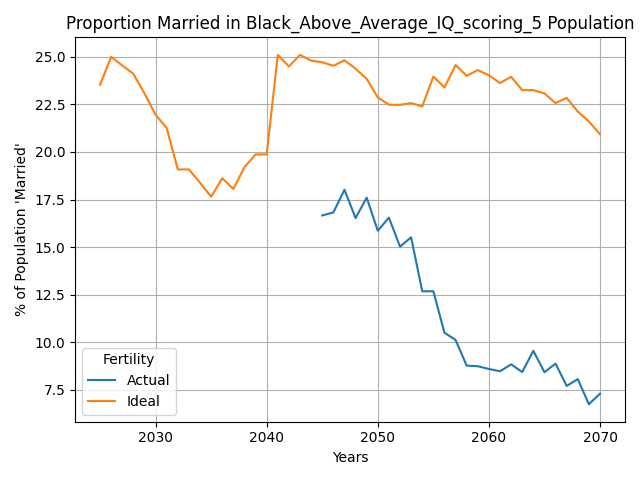 Proportion Married in Black_Above_Average_IQ_scoring_5 Population
% of Population 'Married'
25.0
22.5
20.0
17.5
15.0
12.5
10.0
7.5
Fertility
Actual
Ideal
2030 2040 2050 2060 2070
Years